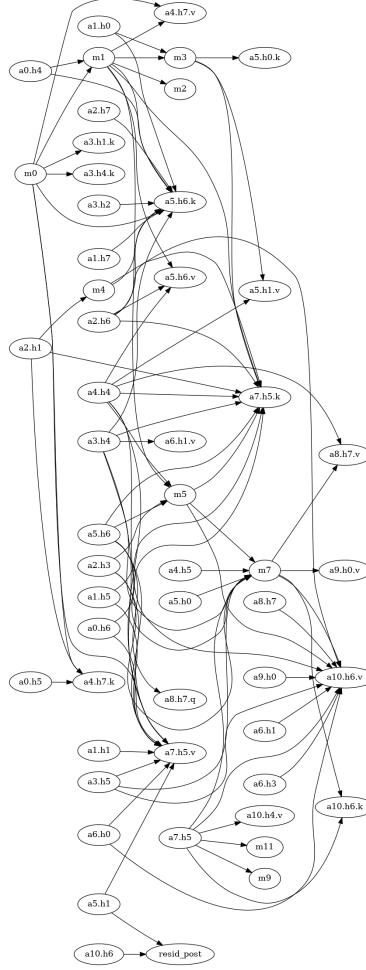 a4.h7.v
a1.h0
m1
m3
a5.h0.k
a0.h4
m2
a2.h7
a3.h1.k
m0
a3.h4.k
a3.h2
a5.h6.k
a1.h7
a5.h6.v
m4
a5.h1.v
a2.h6
a2.h1
a4.h4
a7.h5.k
a3.h4
a6.h1.v
a8.h7.v
m5
a5.h6
a2.h3
a4.h5
m7
a9.h0.v
a1.h5
a5.h0
a8.h7
a0.h6
a9.h0
a10.h6.v
a0.h5
a4.h7.k
a8.h7.q
a6.h1
a1.h1
a7.h5.v
a3.h5
a6.h3
a10.h6.k
a10.h4.v
a6.h0
a7.h5
m11
m9
a5.h1
a10.h6
resid_post